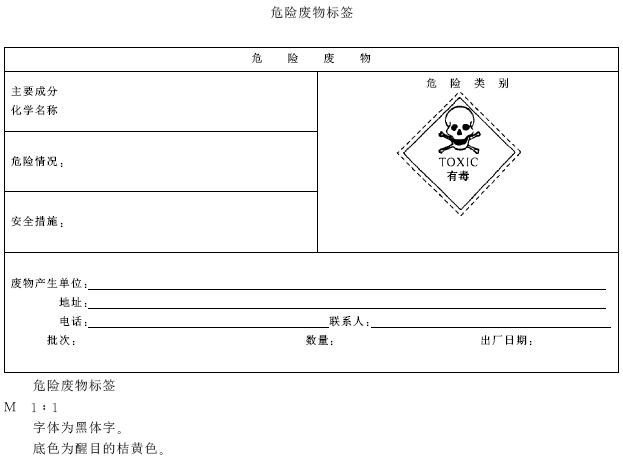 危险废物标签
危 险 废 物
主要成分
化学名称
危险类别
TOXIC
有毒
危险情况：
安全措施：
废物产生单位：
地址：
电话： 联系人：
批次： 数量： 出厂日期：
危险废物标签
M 1：1
字体为黑体字。
底色为醒目的桔黄色。